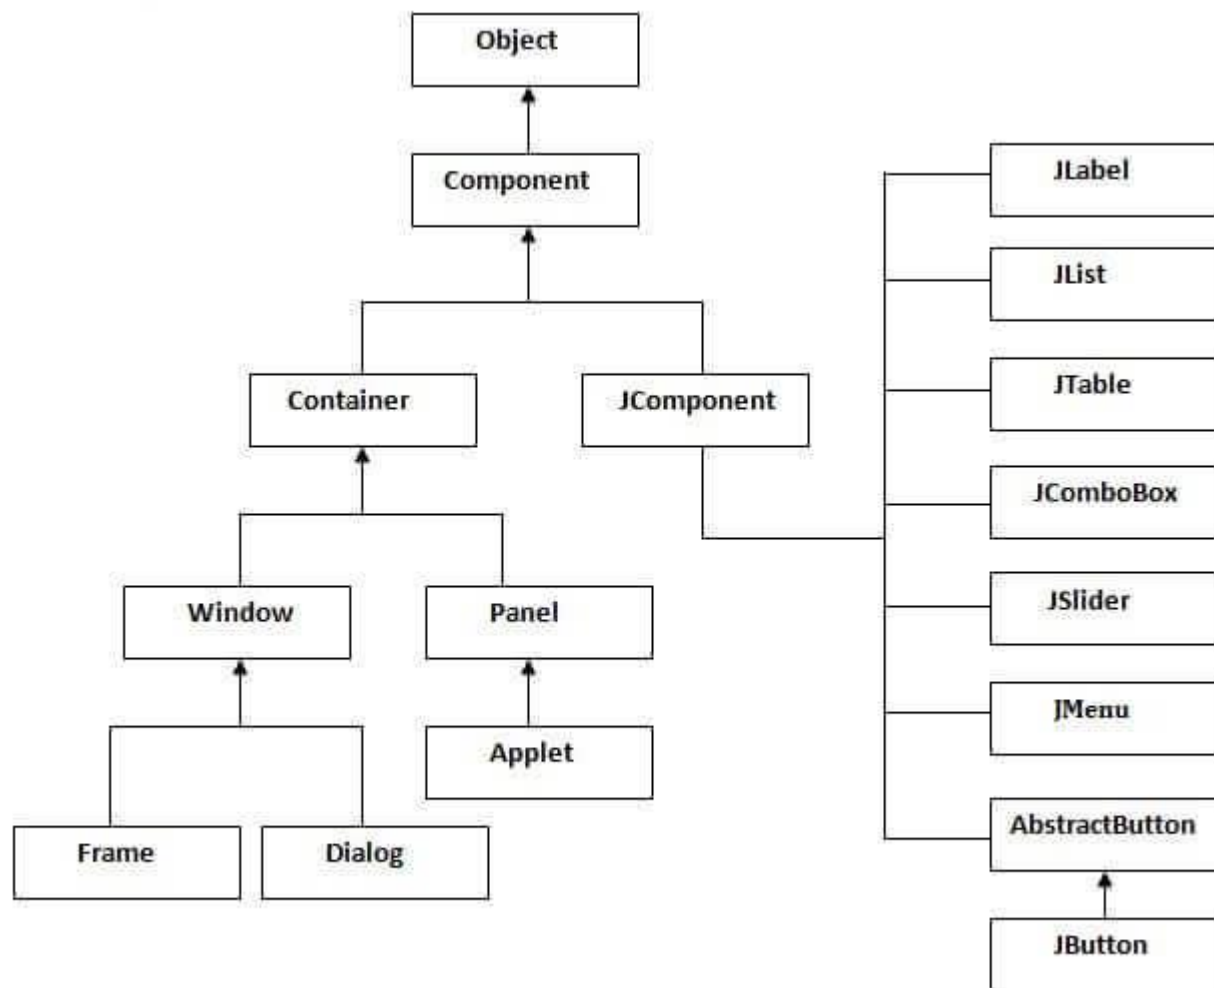 Object
Component
Container
JComponent
Window
Panel
Applet
Frame
Dialog
JLabel
JList
JTable
JComboBox
JSlider
JMenu
AbstractButton
JButton